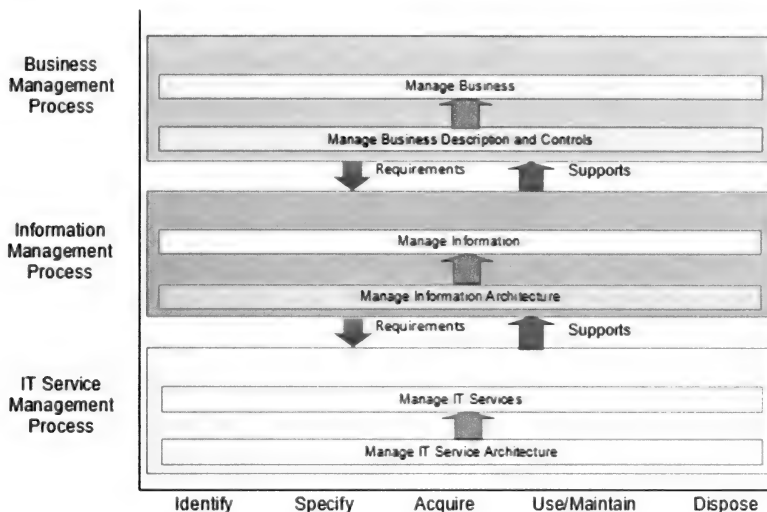 Business
Management
Process
Manage Business
Manage Business Description and Controls
Requirements
Supports
Information
Management
Process
Manage Information
Manage Information Architecture
Requirements
Supports
IT Service
Management
Process
Manage IT Services
Manage IT Service Architecture
Identify Specify Acquire Use/Maintain Dispose